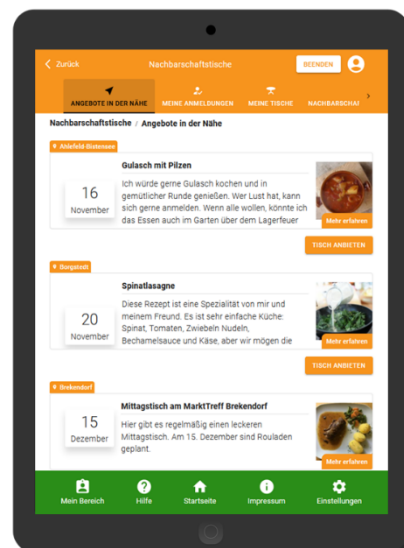 Zurück
Nachbarschaftstische
BEENDEN
ANGEBOTE IN DER NÄHE
MEINE ANMELDUNGEN
MEINE TISCHE
NACHBARSCHAF
Nachbarschaftstische / Angebote in der Nähe
Ahlefeld-Bistensee
Gulasch mit Pilzen
16
November
Ich würde gerne Gulasch kochen und in
gemütlicher Runde genießen. Wer Lust hat, kann
sich gerne anmelden. Wenn alle wollen, könnte ich
das Essen auch im Garten über dem Lagerfeuer
Mehr erfahren
TISCH ANBIETEN
Borgstedt
Spinatlasagne
20
November
Diese Rezept ist eine Spezialität von mir und
meinem Freund. Es ist sehr einfache Küche:
Spinat, Tomaten, Zwiebeln Nudeln,
Bechamelsauce und Käse, aber wir mögen die
Mehr erfahren
TISCH ANBIETEN
Brekendorf
Mittagstisch am MarktTreff Brekendorf
15
Dezember
Hier gibt es regelmäßig einen leckeren
Mittagstisch. Am 15. Dezember sind Rouladen
geplant.
Mehr erfahren
Mein Bereich
Hilfe
Startseite
Impressum
Einstellungen